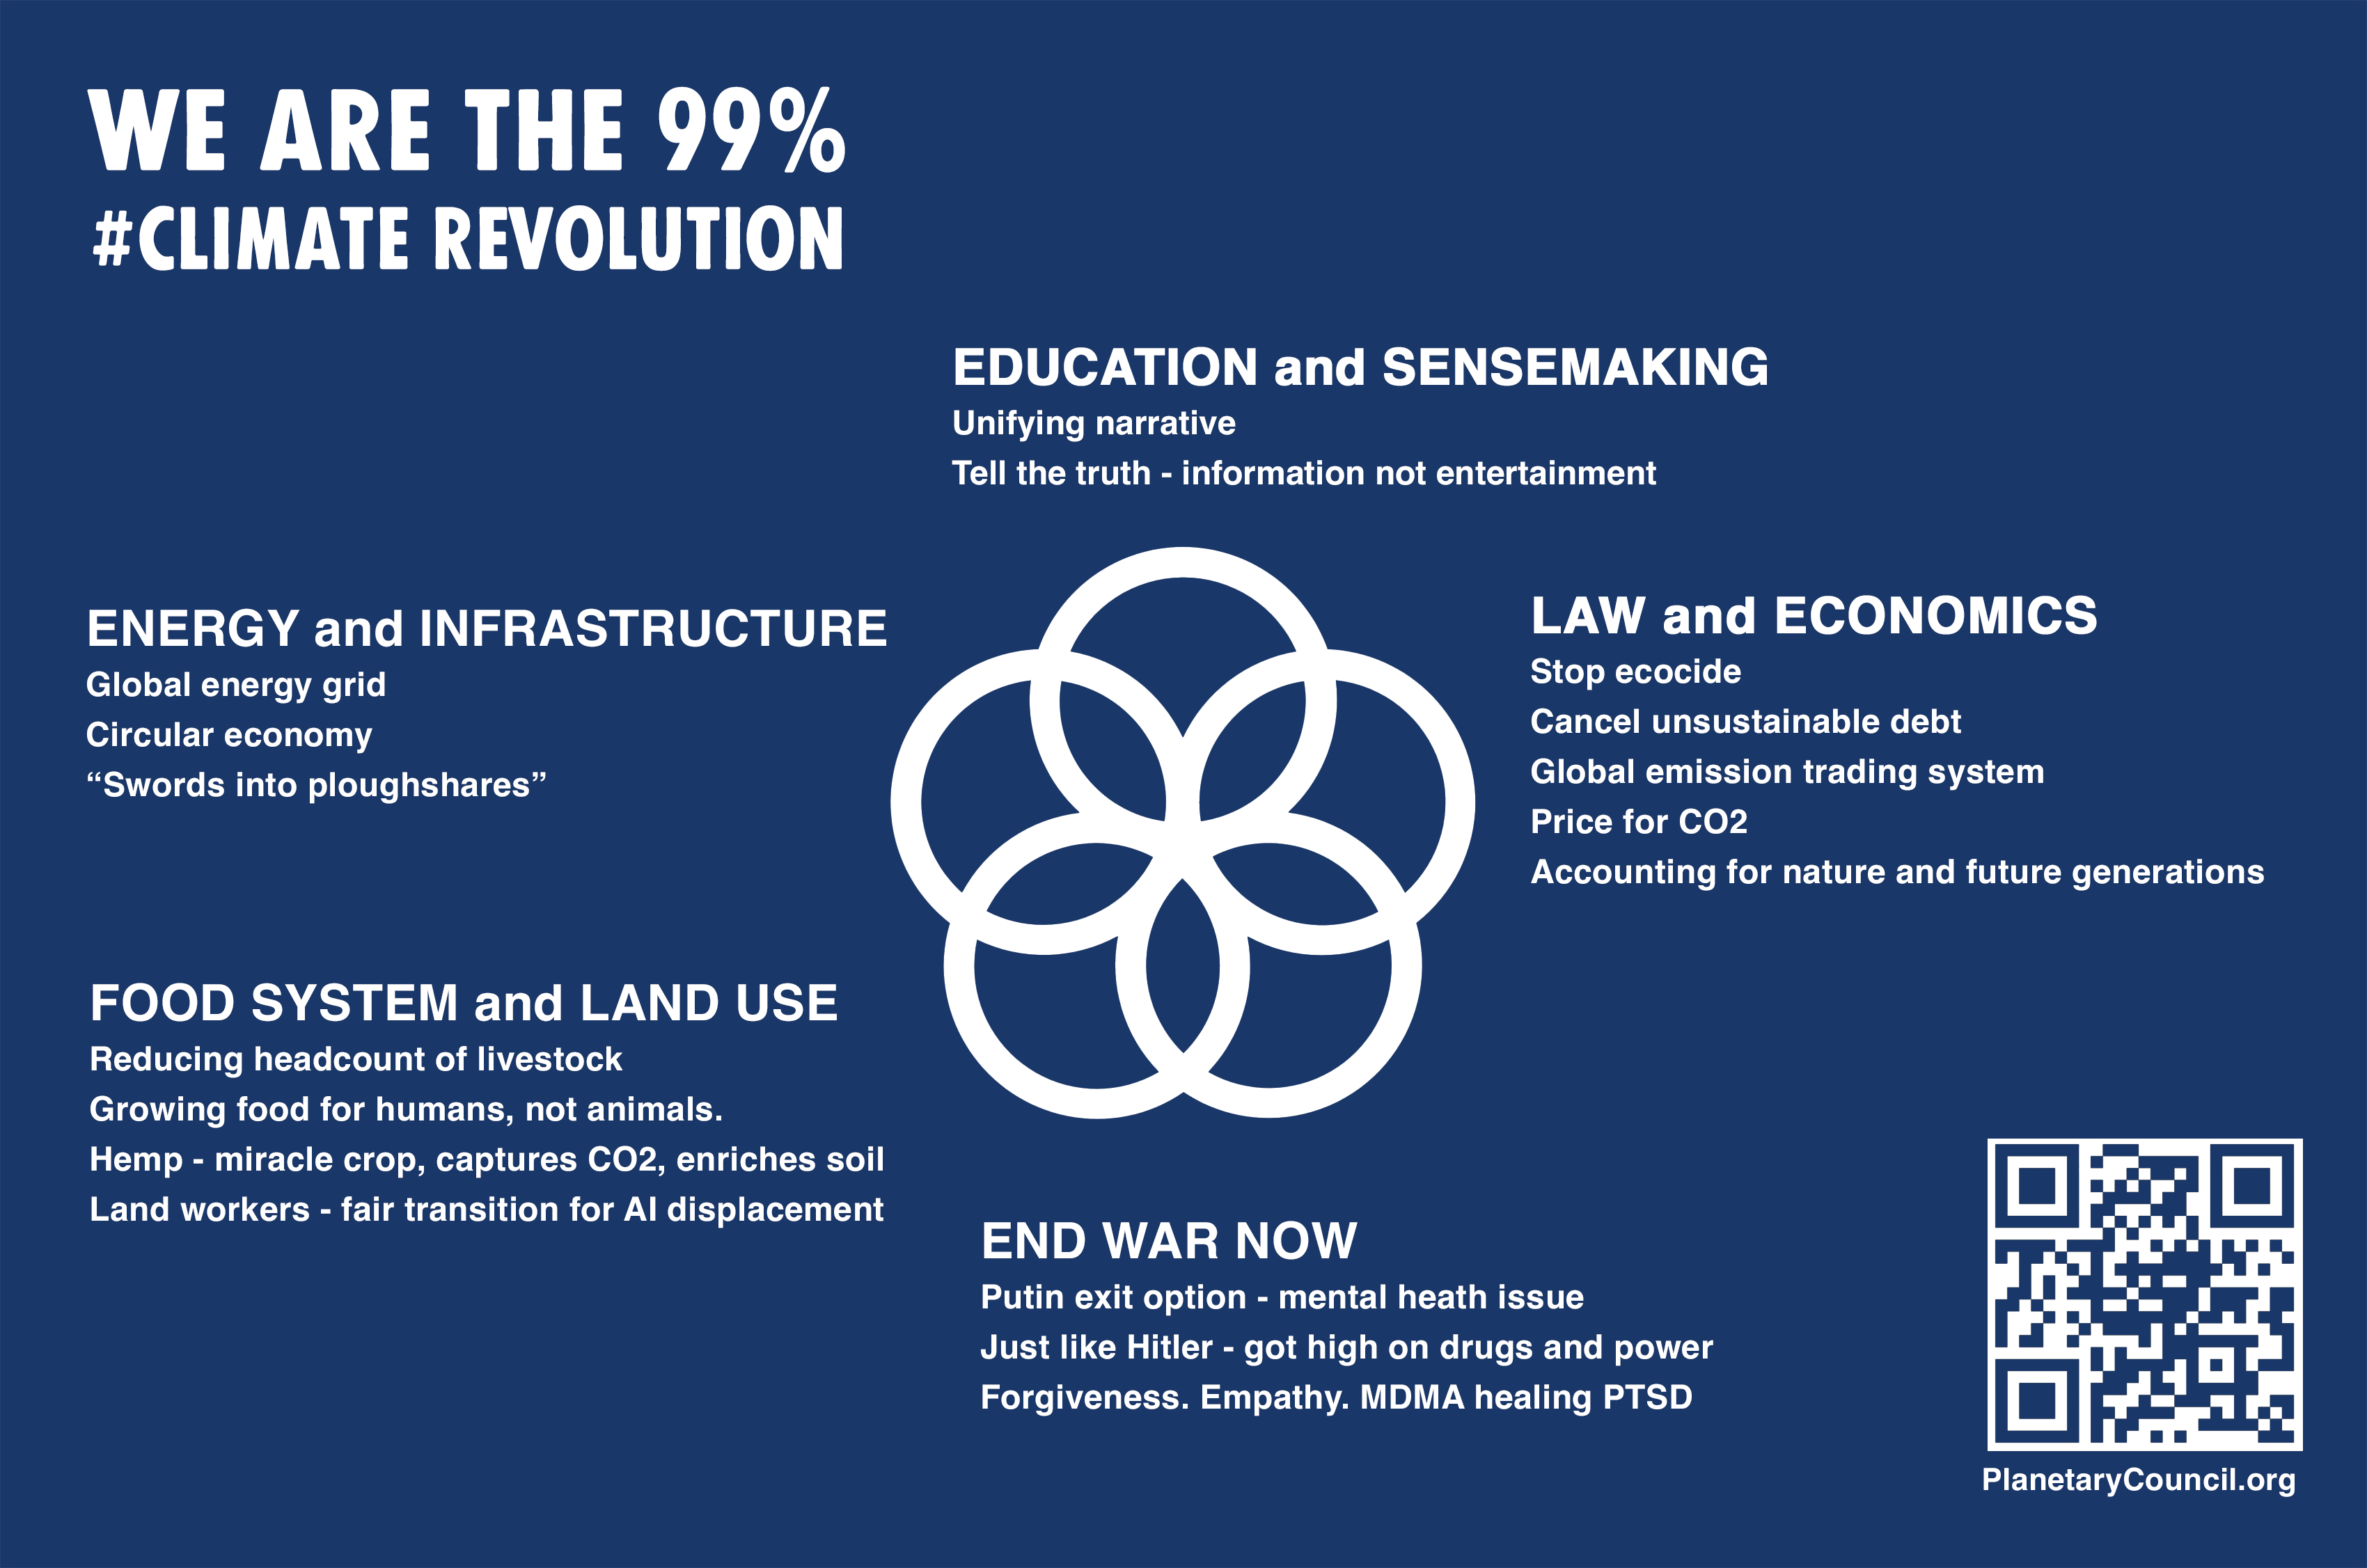 WE ARE THE 99%
#CLIMATE REVOLUTION
EDUCATION and SENSEMAKING
Unifying narrative
Tell the truth - information not entertainment
ENERGY and INFRASTRUCTURE
Global energy grid
Circular economy
“Swords into ploughshares”
LAW and ECONOMICS
Stop ecocide
Cancel unsustainable debt
Global emission trading system
Price for CO2
Accounting for nature and future generations
FOOD SYSTEM and LAND USE
Reducing headcount of livestock
Growing food for humans, not animals.
Hemp - miracle crop, captures CO2, enriches soil
Land workers - fair transition for AI displacement
END WAR NOW
Putin exit option - mental heath issue
Just like Hitler - got high on drugs and power
Forgiveness. Empathy. MDMA healing PTSD
PlanetaryCouncil.org